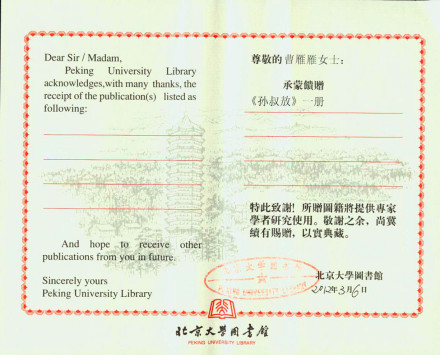 Dear Sir / Madam,
Peking University Library
acknowledges,with many thanks, the
receipt of the publication(s) listed as
following:
And hope to receive other
publications from you in future.
Sincerely yours
Peking University Library
尊敬的曹雁雁女士:
承蒙饋贈
《孙叔敖》一册
特此致謝! 所贈圖籍將提供專家
學者研究使用。敬謝之余,尚冀
續有賜贈,以實典藏。
北京大學圖書館
2012年3月6日
北京大學圖書館
PEKING UNIVERSITY LIBRARY